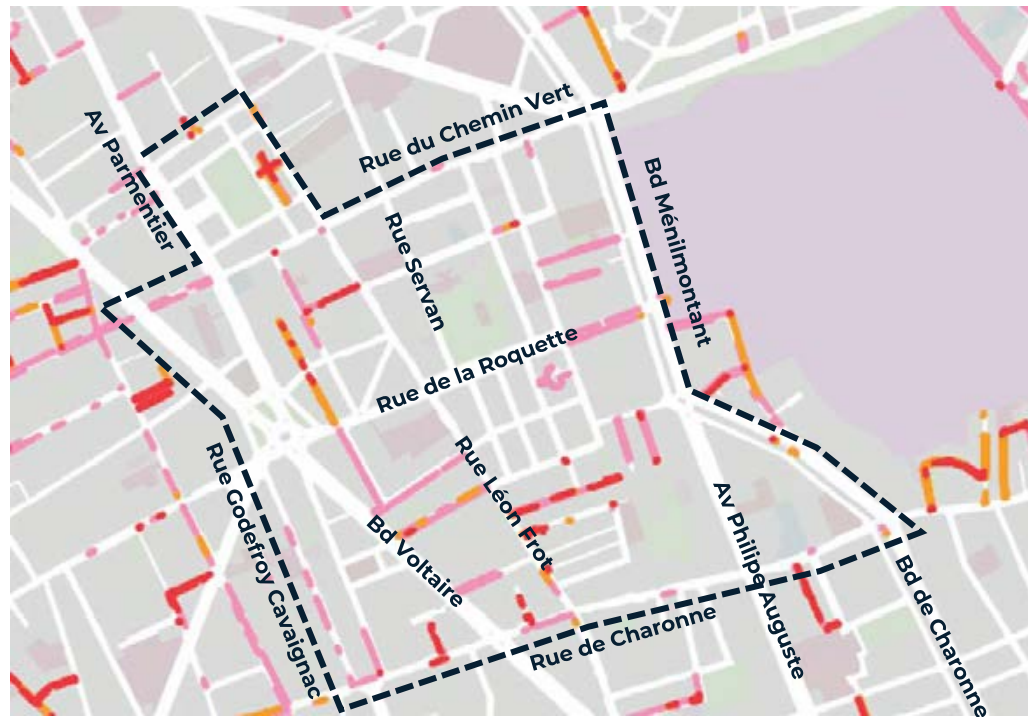 Rue du Chemin Vert
Av Parmentier
Bd Ménilmontant
Rue Servan
Rue de la Roquette
Rue Léon Frot
Rue Godefroy Cavaignac
Av Philipe Auguste
Bd Voltaire
Bd de Charonne
Rue de Charonne